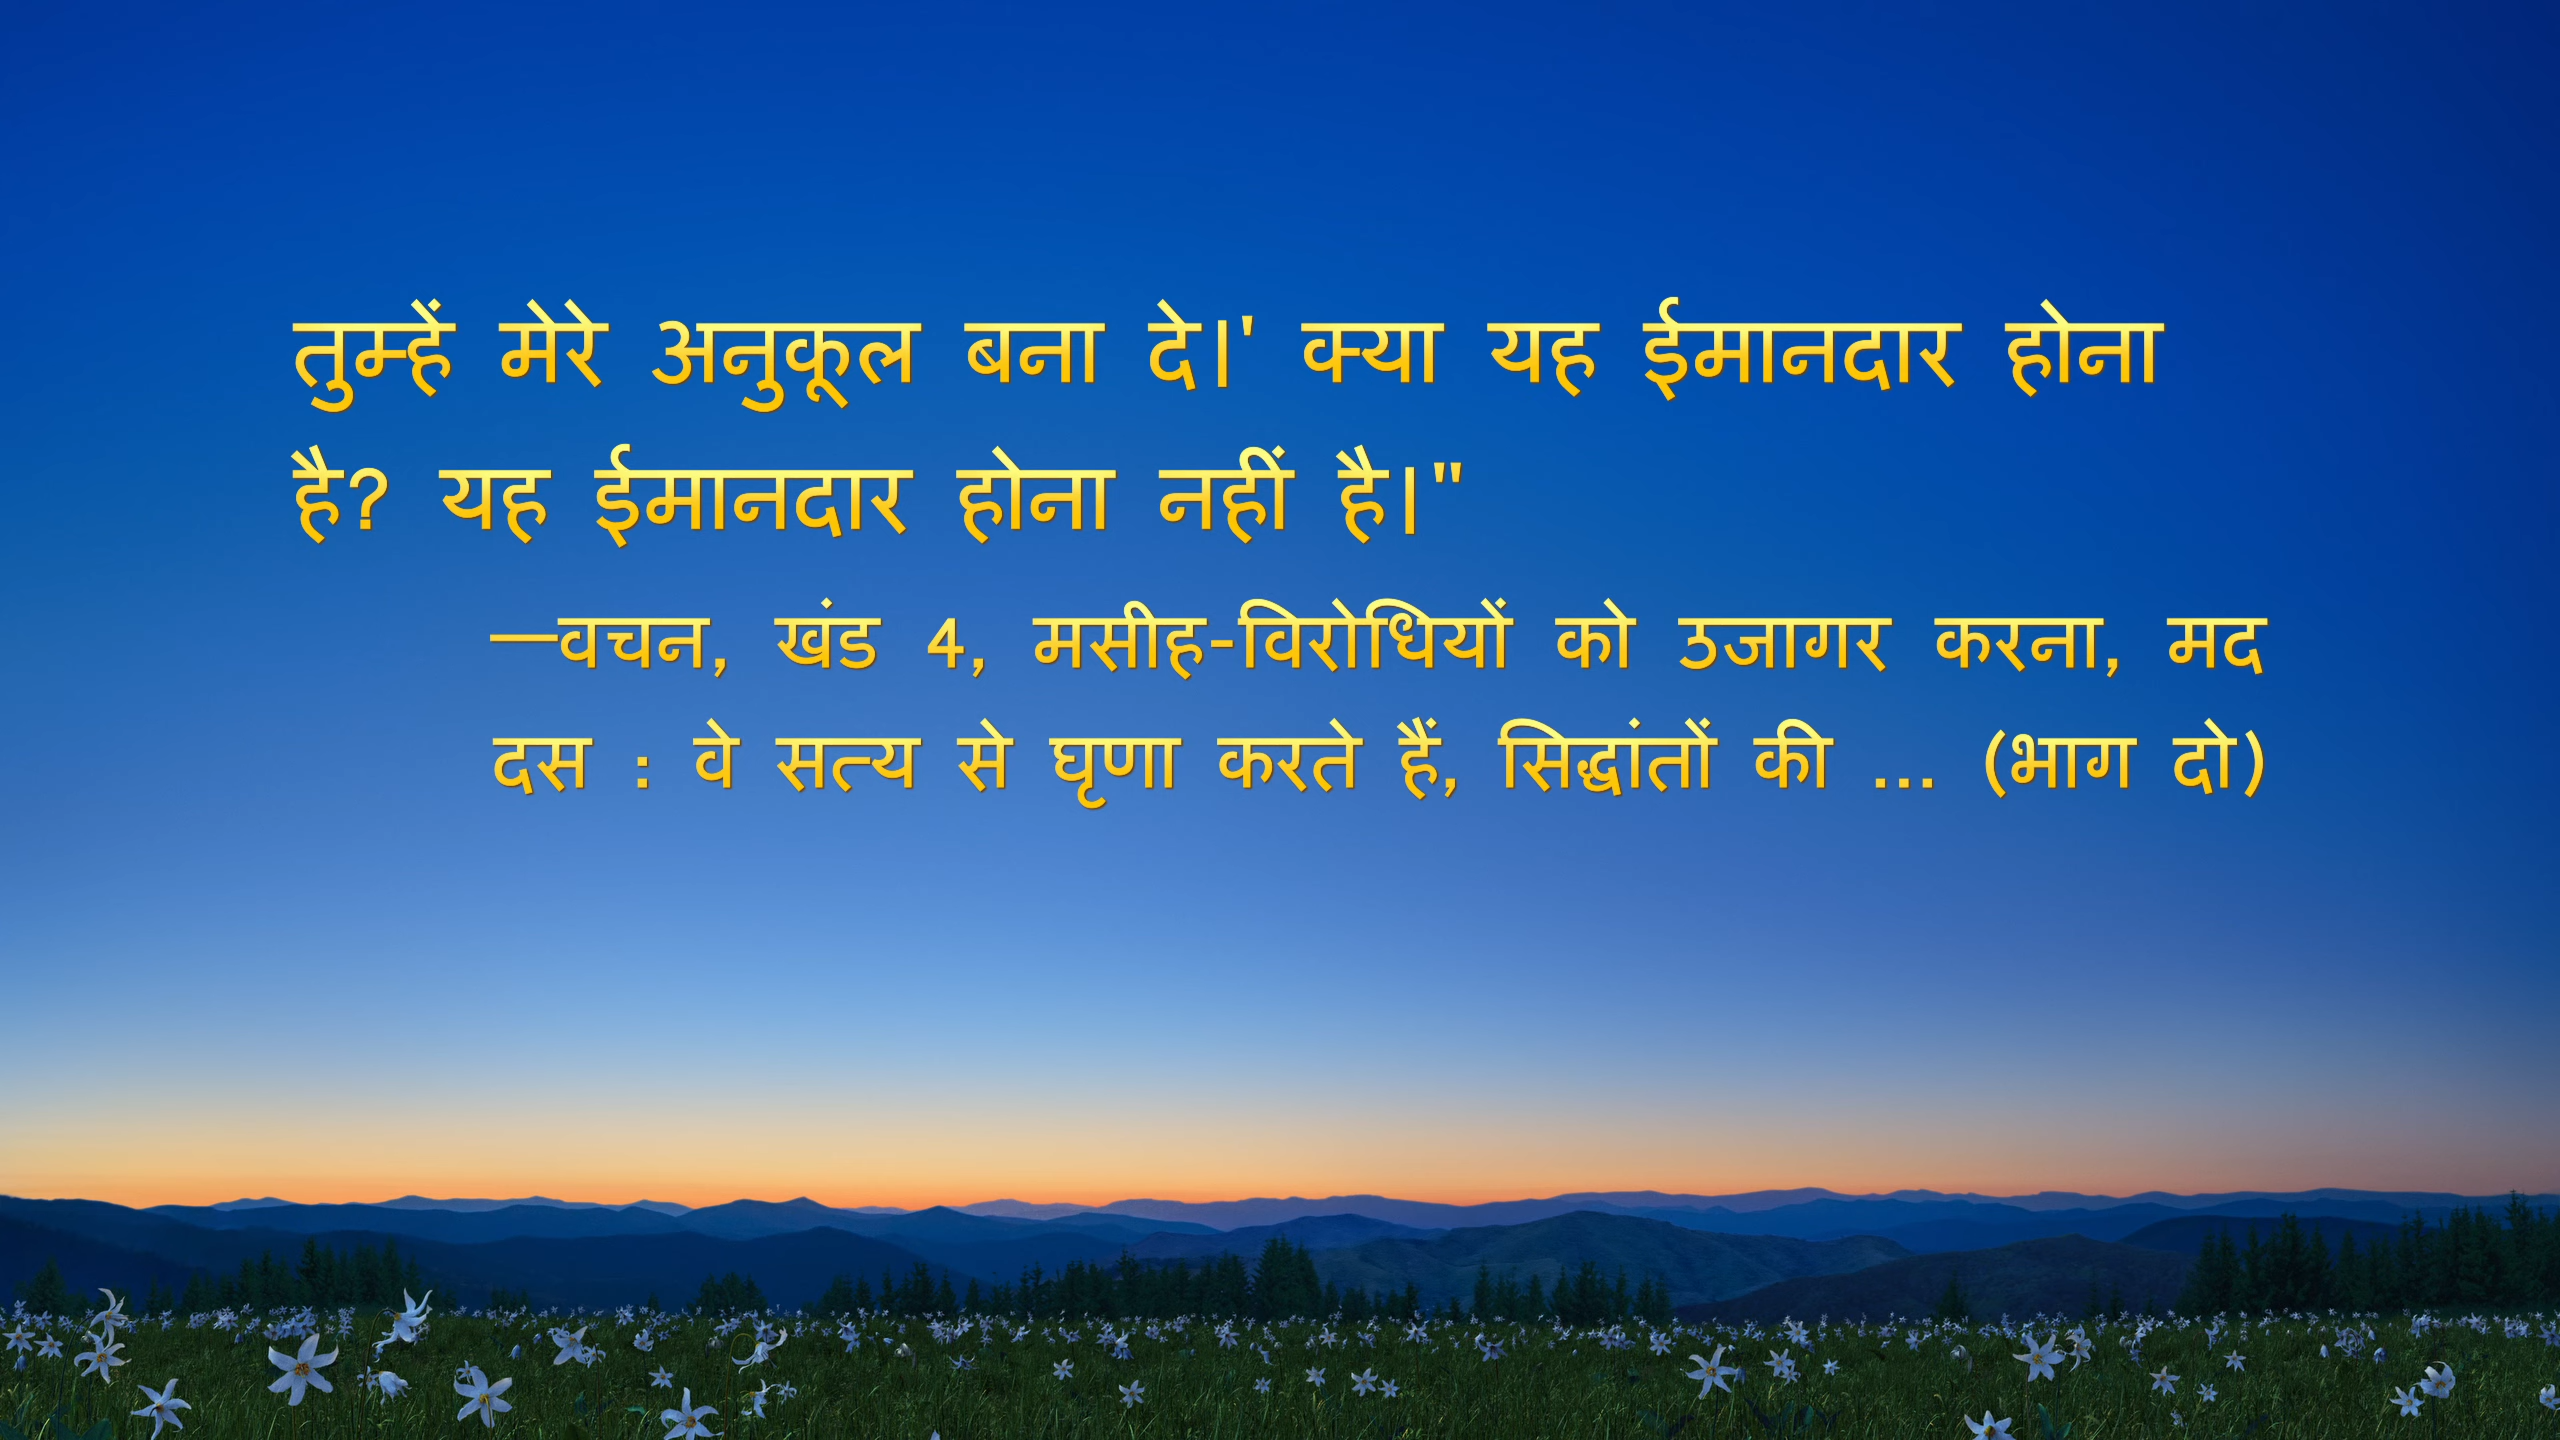 तुम्हें मेरे अनुकूल बना दे।' क्या यह ईमानदार होना
है? यह ईमानदार होना नहीं है।"
—वचन, खंड 4, मसीह-विरोधियों को उजागर करना, मद
दस : वे सत्य से घृणा करते हैं, सिद्धांतों की ... (भाग दो)